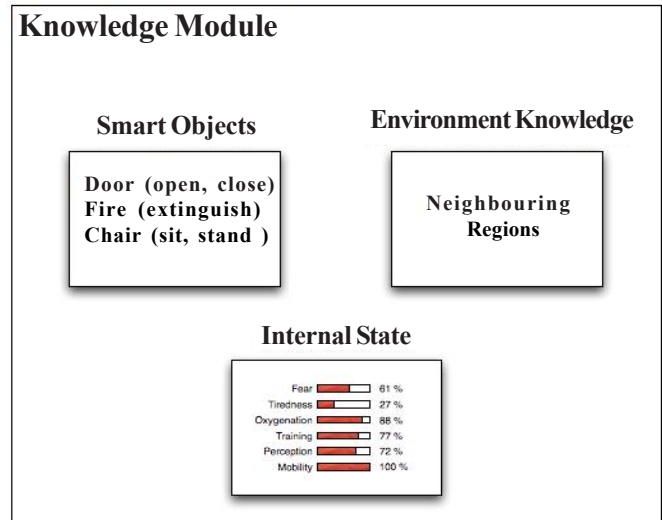 Knowledge Module
Smart Objects
Environment Knowledge
Door (open, close)
Fire (extinguish)
Chair (sit, stand )
Neighbouring
Regions
Internal State
Fear 61 %
Tiredness 27 %
Oxygenation 88 %
Training 77 %
Perception 72 %
Mobility 100 %